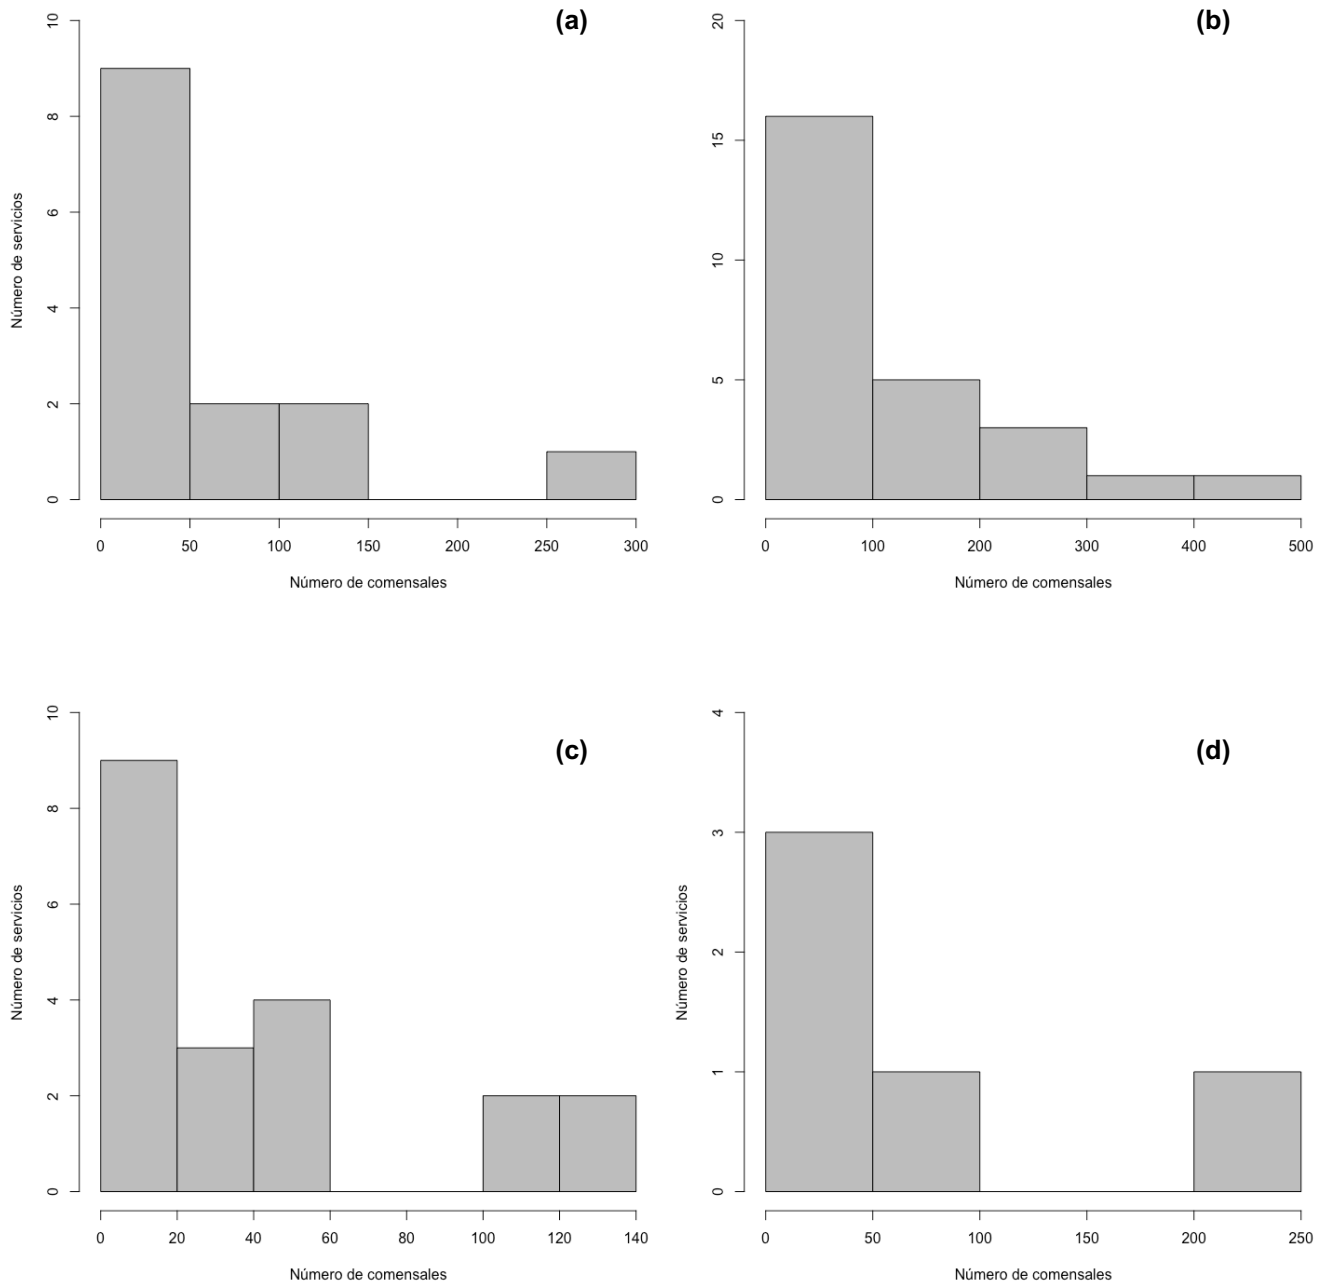 (a)
10
8
6
4
2
0
Número de servicios
0 50 100 150 200 250 300
Número de comensales
(b)
20
15
10
5
0
0 100 200 300 400 500
Número de comensales
(c)
10
8
6
4
2
0
Número de servicios
0 20 40 60 80 100 120 140
Número de comensales
(d)
4
3
2
1
0
Número de servicios
0 50 100 150 200 250
Número de comensales